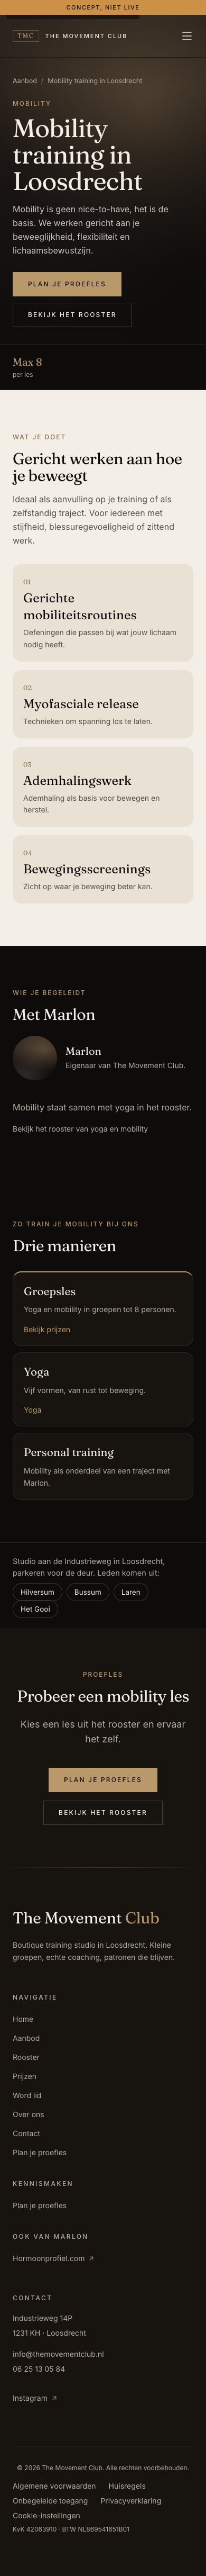 CONCEPT, NIET LIVE
TMC THE MOVEMENT CLUB
Aanbod / Mobility training in Loosdrecht
MOBILITY
Mobility
training in
Loosdrecht
Mobility is geen nice-to-have, het is de
basis. We werken gericht aan je
beweeglijkheid, flexibiliteit en
lichaamsbewustzijn.
PLAN JE PROEFLES
BEKIJK HET ROOSTER
Max 8
per les
WAT JE DOET
Gericht werken aan hoe
je beweegt
Ideaal als aanvulling op je training of als
zelfstandig traject. Voor iedereen met
stijfheid, blessuregevoeligheid of zittend
werk.
01
Gerichte
mobiliteitsroutines
Oefeningen die passen bij wat jouw lichaam
nodig heeft.
02
Myofasciale release
Technieken om spanning los te laten.
03
Ademhalingswerk
Ademhaling als basis voor bewegen en
herstel.
04
Bewegingsscreenings
Zicht op waar je beweging beter kan.
WIE JE BEGELEIDT
Met Marlon
Marlon
Eigenaar van The Movement Club.
Mobility staat samen met yoga in het rooster.
Bekijk het rooster van yoga en mobility
ZO TRAIN JE MOBILITY BIJ ONS
Drie manieren
Groepsles
Yoga en mobility in groepen tot 8 personen.
Bekijk prijzen
Yoga
Vijf vormen, van rust tot beweging.
Yoga
Personal training
Mobility als onderdeel van een traject met
Marlon.
Studio aan de Industrieweg in Loosdrecht,
parkeren voor de deur. Leden komen uit:
Hilversum Bussum Laren
Het Gooi
PROEFLES
Probeer een mobility les
Kies een les uit het rooster en ervaar
het zelf.
PLAN JE PROEFLES
BEKIJK HET ROOSTER
The Movement Club
Boutique training studio in Loosdrecht. Kleine
groepen, echte coaching, patronen die blijven.
NAVIGATIE
Home
Aanbod
Rooster
Prijzen
Word lid
Over ons
Contact
Plan je proefles
KENNISMAKEN
Plan je proefles
OOK VAN MARLON
Hormoonprofiel.com ↗
CONTACT
Industrieweg 14P
1231 KH · Loosdrecht
info@themovementclub.nl
06 25 13 05 84
Instagram ↗
© 2026 The Movement Club. Alle rechten voorbehouden.
Algemene voorwaarden Huisregels
Onbegeleide toegang Privacyverklaring
Cookie-instellingen
KvK 42063910 · BTW NL869541651B01